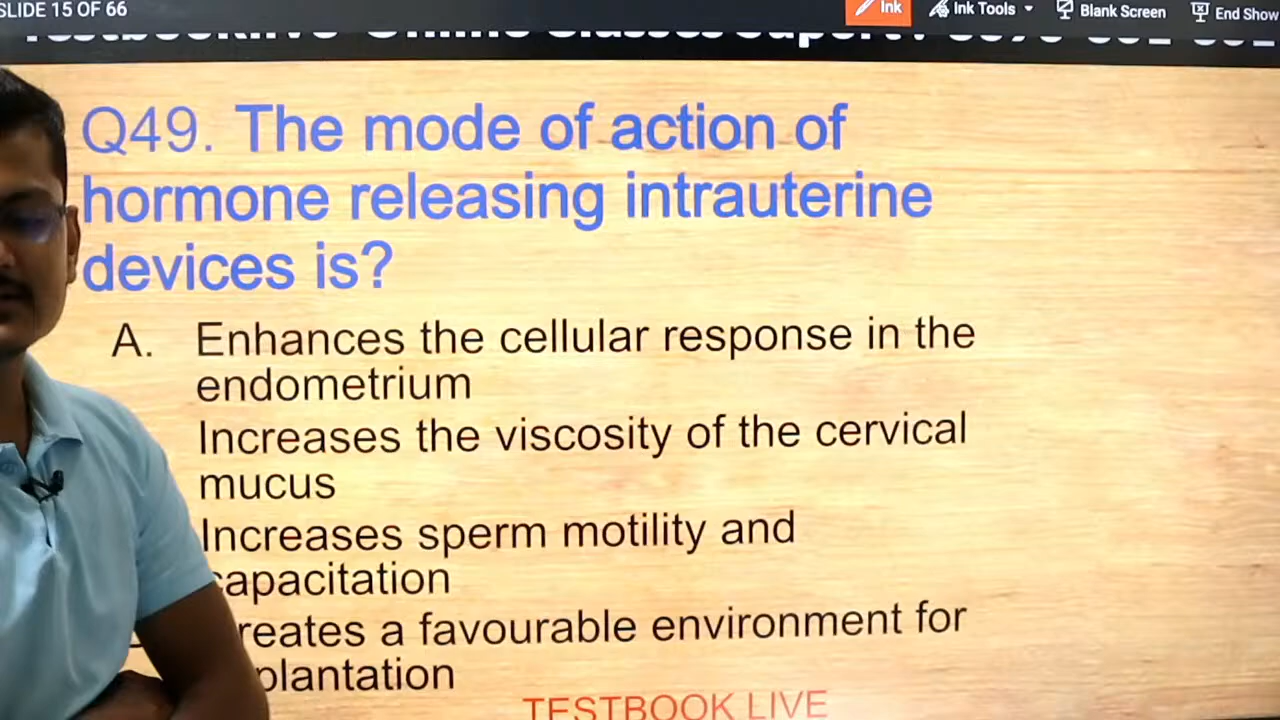 SLIDE 15 OF 66
Ink
Ink Tools
Blank Screen
End Show
Q49. The mode of action of
hormone releasing intrauterine
devices is?
A. Enhances the cellular response in the
endometrium
Increases the viscosity of the cervical
mucus
Increases sperm motility and
capacitation
reates a favourable environment for
plantation
TESTBOOK LIVE